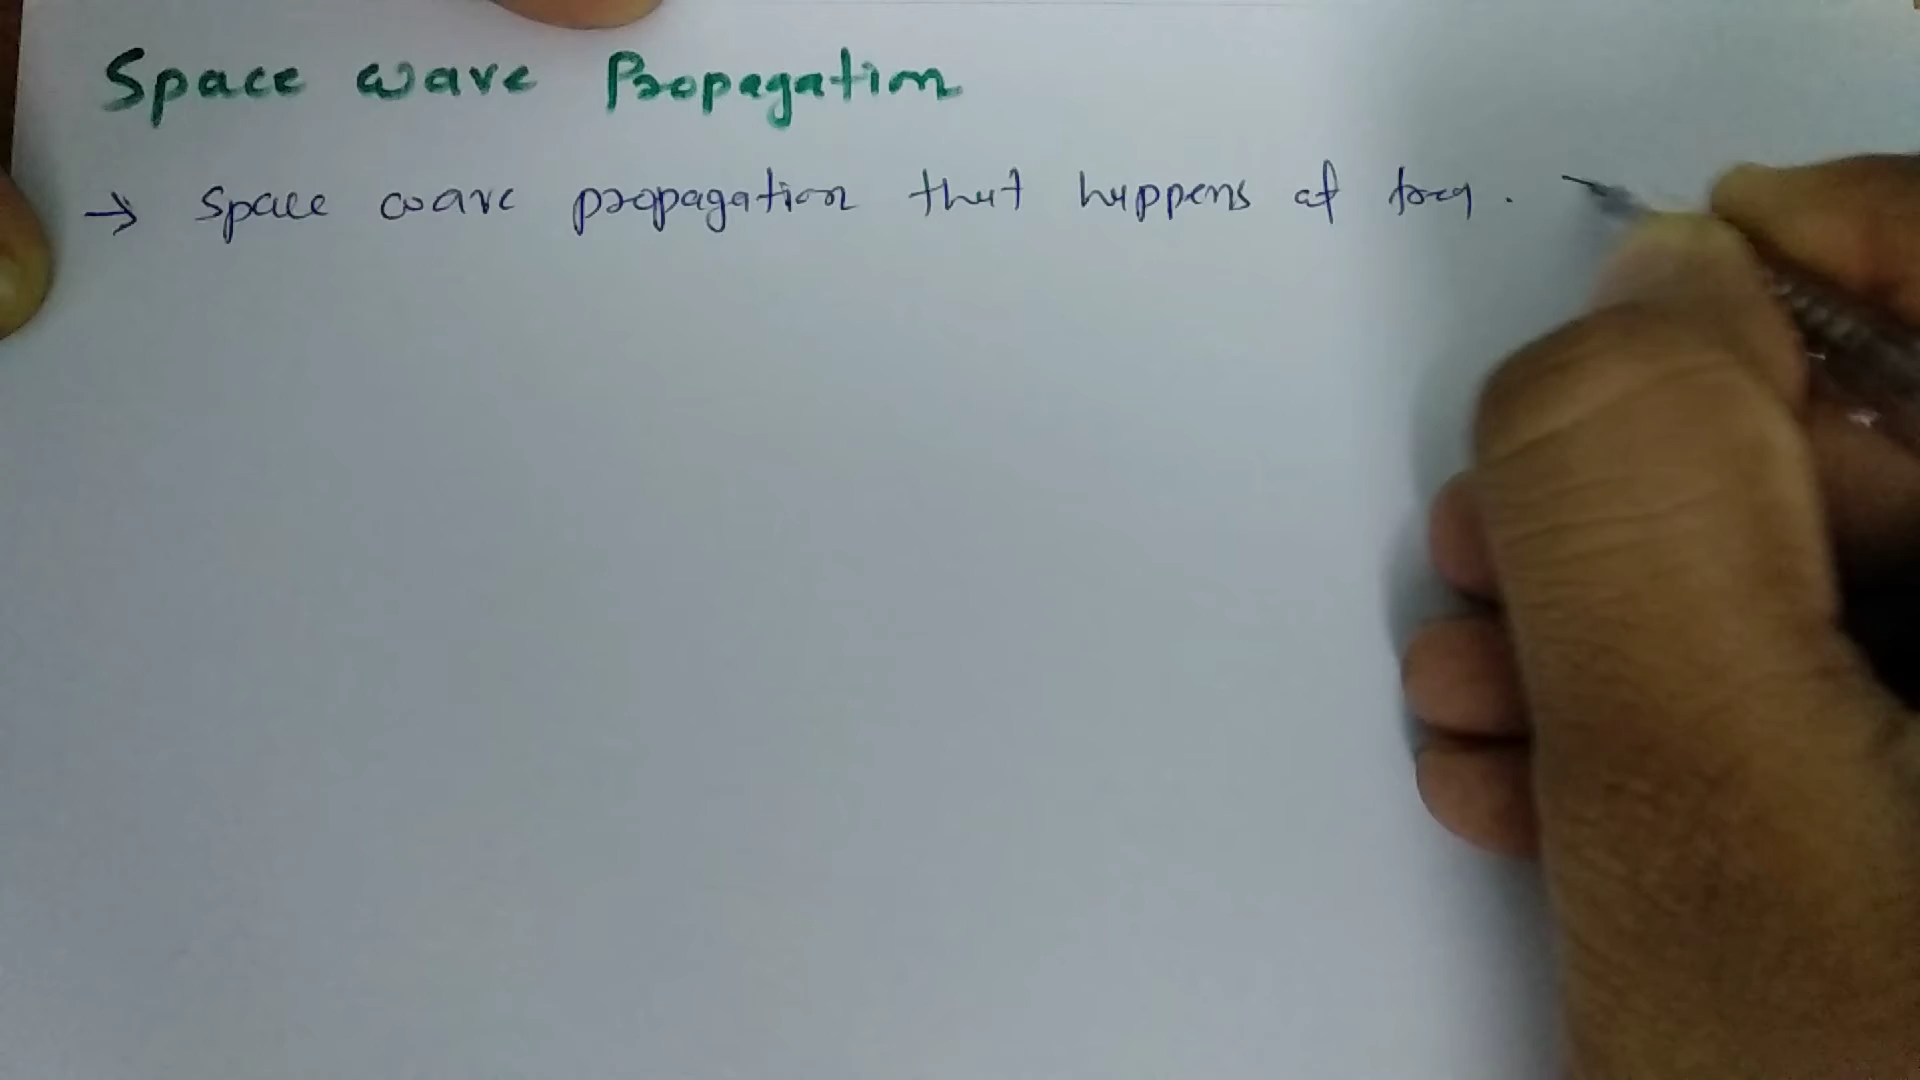 Space wave Propagation
→ Space wave propagation that happens at freq.